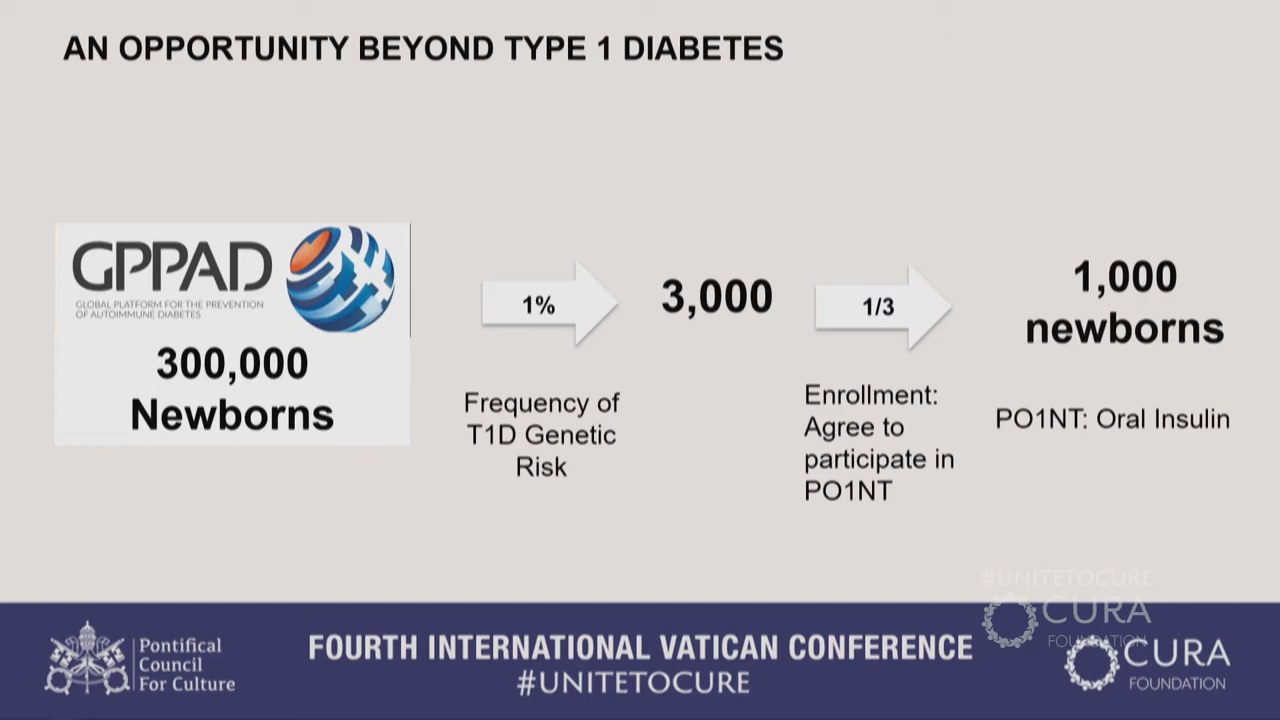 AN OPPORTUNITY BEYOND TYPE 1 DIABETES
GPPAD
GLOBAL PLATFORM FOR THE PREVENTION
OF AUTOIMMUNE DIABETES
300,000
Newborns
1%
Frequency of
T1D Genetic
Risk
3,000
1/3
Enrollment:
Agree to
participate in
PO1NT
1,000
newborns
PO1NT: Oral Insulin
#UNITETOCURE
CURA
FOUNDATION
Pontifical
Council
For Culture
FOURTH INTERNATIONAL VATICAN CONFERENCE
#UNITETOCURE
CURA
FOUNDATION